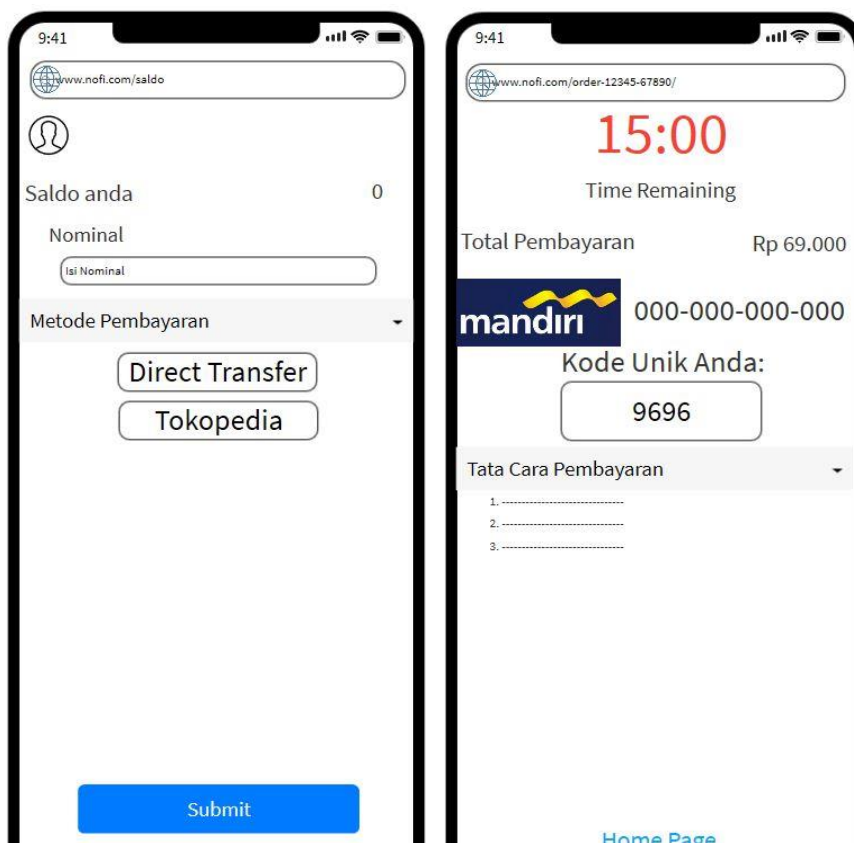 9:41
www.nofi.com/saldo
Saldo anda 0
Nominal
Isi Nominal
Metode Pembayaran
Direct Transfer
Tokopedia
Submit
9:41
www.nofi.com/order-12345-67890/
15:00
Time Remaining
Total Pembayaran Rp 69.000
mandiri 000-000-000-000
Kode Unik Anda:
9696
Tata Cara Pembayaran
1. -------------------------------
2. -------------------------------
3. -------------------------------
Home Page